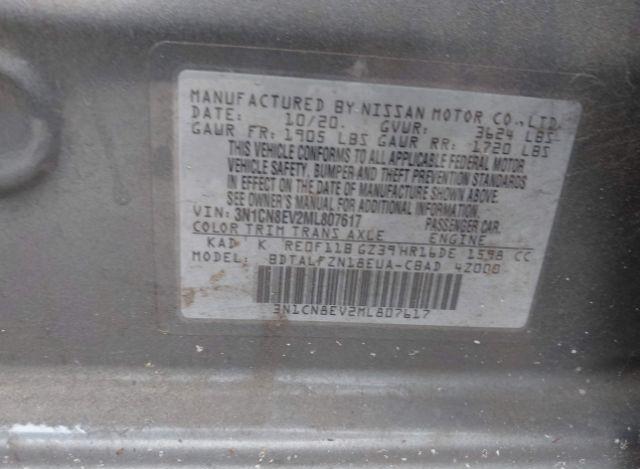 MANUFACTURED BY NISSAN MOTOR CO., LTD.
DATE: 10/20. GVWR: 3624 LBS
GAWR FR: 1905 LBS GAWR RR: 1720 LBS
THIS VEHICLE CONFORMS TO ALL APPLICABLE FEDERAL MOTOR
VEHICLE SAFETY, BUMPER AND THEFT PREVENTION STANDARDS
IN EFFECT ON THE DATE OF MANUFACTURE SHOWN ABOVE.
SEE OWNER'S MANUAL FOR ADDITIONAL INFORMATION.
VIN: 3N1CN8EV2ML807617 PASSENGER CAR.
COLOR TRIM TRANS AXLE ENGINE
KAD K RE0F11B GZ39 HR16DE 1598 CC
MODEL: BDTALFZN18EUA-CBAD 4Z000
3N1CN8EV2ML807617